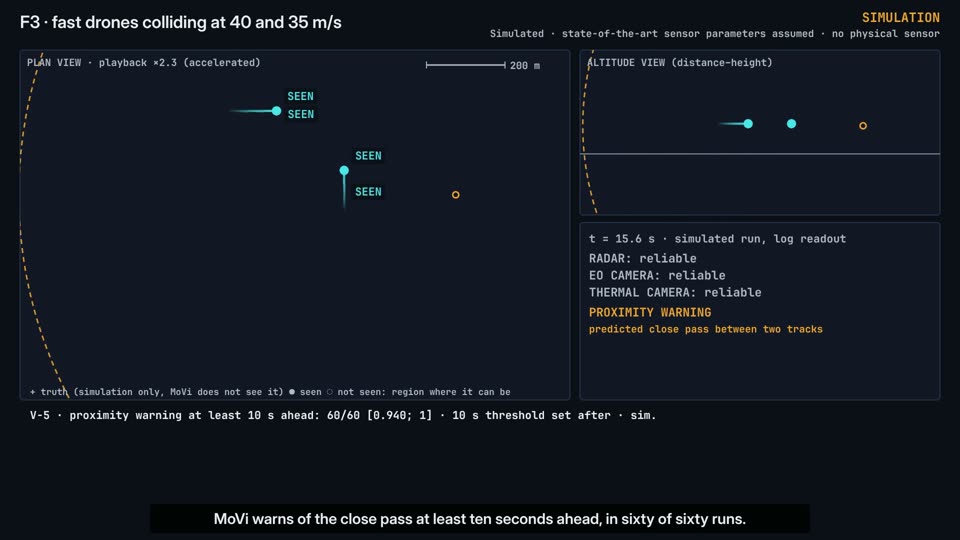 F3 · fast drones colliding at 40 and 35 m/s
SIMULATION
Simulated · state-of-the-art sensor parameters assumed · no physical sensor
PLAN VIEW · playback ×2.3 (accelerated)
200 m
SEEN
SEEN
SEEN
SEEN
+ truth (simulation only, MoVi does not see it) ● seen ◌ not seen: region where it can be
ALTITUDE VIEW (distance-height)
t = 15.6 s · simulated run, log readout
RADAR: reliable
EO CAMERA: reliable
THERMAL CAMERA: reliable
PROXIMITY WARNING
predicted close pass between two tracks
V-5 · proximity warning at least 10 s ahead: 60/60 [0.940; 1] · 10 s threshold set after · sim.
MoVi warns of the close pass at least ten seconds ahead, in sixty of sixty runs.